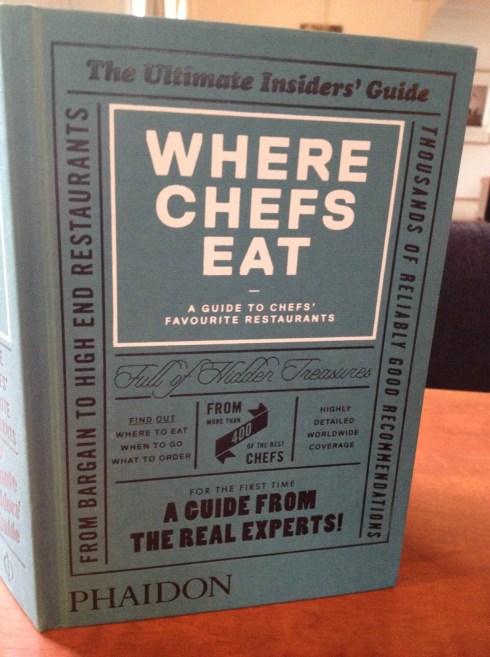 The Ultimate Insiders' Guide
FROM BARGAIN TO HIGH END RESTAURANTS
THOUSANDS OF RELIABLY GOOD RECOMMENDATIONS
WHERE
CHEFS
EAT
–
A GUIDE TO CHEFS'
FAVOURITE RESTAURANTS
Full of Hidden Treasures
FIND OUT
WHERE TO EAT
WHEN TO GO
WHAT TO ORDER
FROM
MORE THAN
400
OF THE BEST
CHEFS
HIGHLY
DETAILED
WORLDWIDE
COVERAGE
FOR THE FIRST TIME
A GUIDE FROM
THE REAL EXPERTS!
PHAIDON